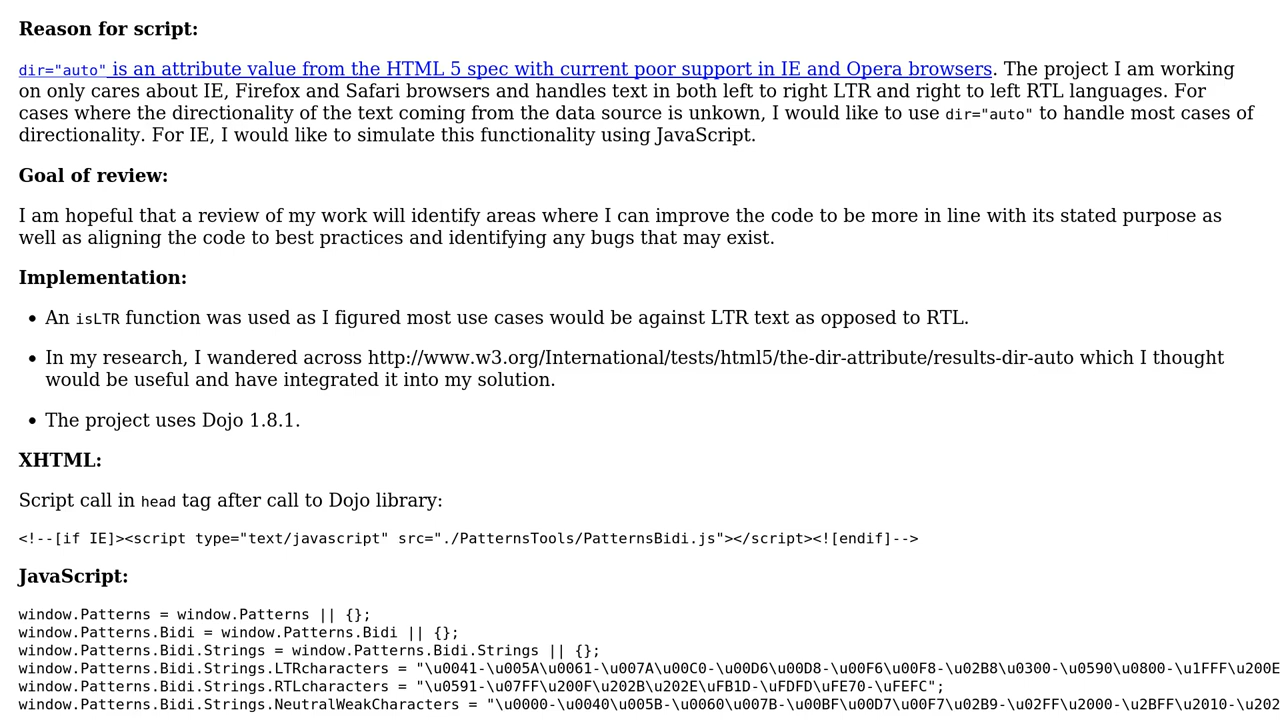 Reason for script:
dir="auto" is an attribute value from the HTML 5 spec with current poor support in IE and Opera browsers. The project I am working
on only cares about IE, Firefox and Safari browsers and handles text in both left to right LTR and right to left RTL languages. For
cases where the directionality of the text coming from the data source is unkown, I would like to use dir="auto" to handle most cases of
directionality. For IE, I would like to simulate this functionality using JavaScript.
Goal of review:
I am hopeful that a review of my work will identify areas where I can improve the code to be more in line with its stated purpose as
well as aligning the code to best practices and identifying any bugs that may exist.
Implementation:
• An isLTR function was used as I figured most use cases would be against LTR text as opposed to RTL.
• In my research, I wandered across http://www.w3.org/International/tests/html5/the-dir-attribute/results-dir-auto which I thought
would be useful and have integrated it into my solution.
• The project uses Dojo 1.8.1.
XHTML:
Script call in head tag after call to Dojo library:
<!--[if IE]><script type="text/javascript" src="./PatternsTools/PatternsBidi.js"></script><![endif]-->
JavaScript:
window.Patterns = window.Patterns || {};
window.Patterns.Bidi = window.Patterns.Bidi || {};
window.Patterns.Bidi.Strings = window.Patterns.Bidi.Strings || {};
window.Patterns.Bidi.Strings.LTRcharacters = "\u0041-\u005A\u0061-\u007A\u00C0-\u00D6\u00D8-\u00F6\u00F8-\u02B8\u0300-\u0590\u0800-\u1FFF\u200E
window.Patterns.Bidi.Strings.RTLcharacters = "\u0591-\u07FF\u200F\u202B\u202E\uFB1D-\uFDFD\uFE70-\uFEFC";
window.Patterns.Bidi.Strings.NeutralWeakCharacters = "\u0000-\u0040\u005B-\u0060\u007B-\u00BF\u00D7\u00F7\u02B9-\u02FF\u2000-\u2BFF\u2010-\u202